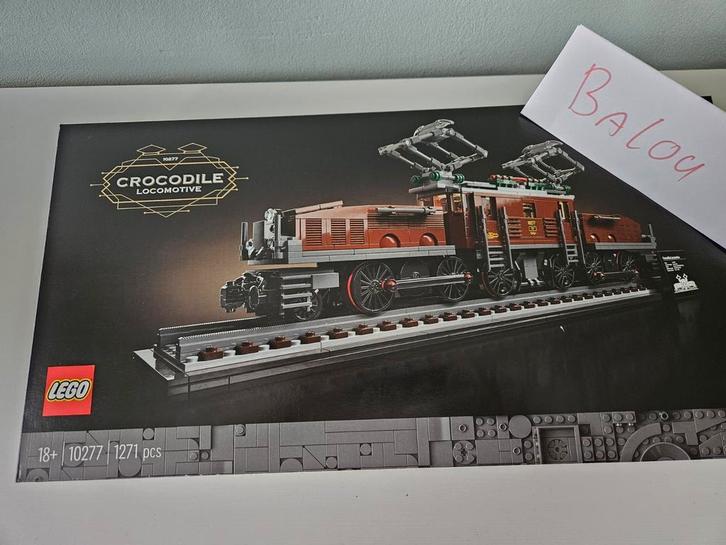 10277
CROCODILE
LOCOMOTIVE
BALOU
LEGO
18+ 10277 1271 pcs